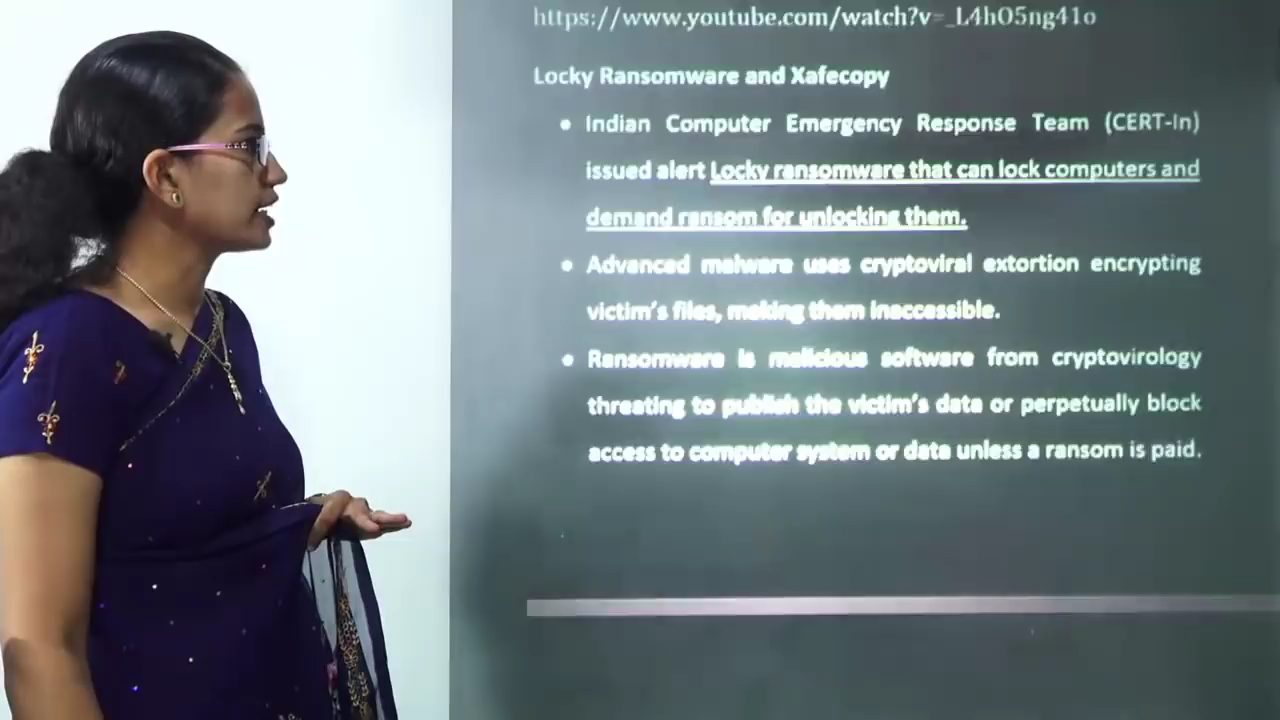 https://www.youtube.com/watch?v=_L4hO5ng41o
Locky Ransomware and Xafecopy
• Indian Computer Emergency Response Team (CERT-In)
issued alert Locky ransomware that can lock computers and
demand ransom for unlocking them.
• Advanced malware uses cryptoviral extortion encrypting
victim's files, making them inaccessible.
• Ransomware is malicious software from cryptovirology
threating to publish the victim's data or perpetually block
access to computer system or data unless a ransom is paid.